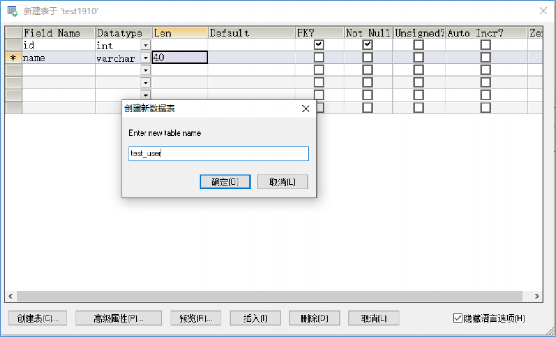 新建表于 'test1910'
Field Name Datatype Len Default PK? Not Null? Unsigned? Auto Incr? Zer
id int
* name varchar 40
创建新数据表
Enter new table name
test_user
确定(O) 取消(L)
创建表(C)... 高级属性(P)... 预览(R)... 插入(I) 删除(D) 取消(L) 隐藏语言选项(H)